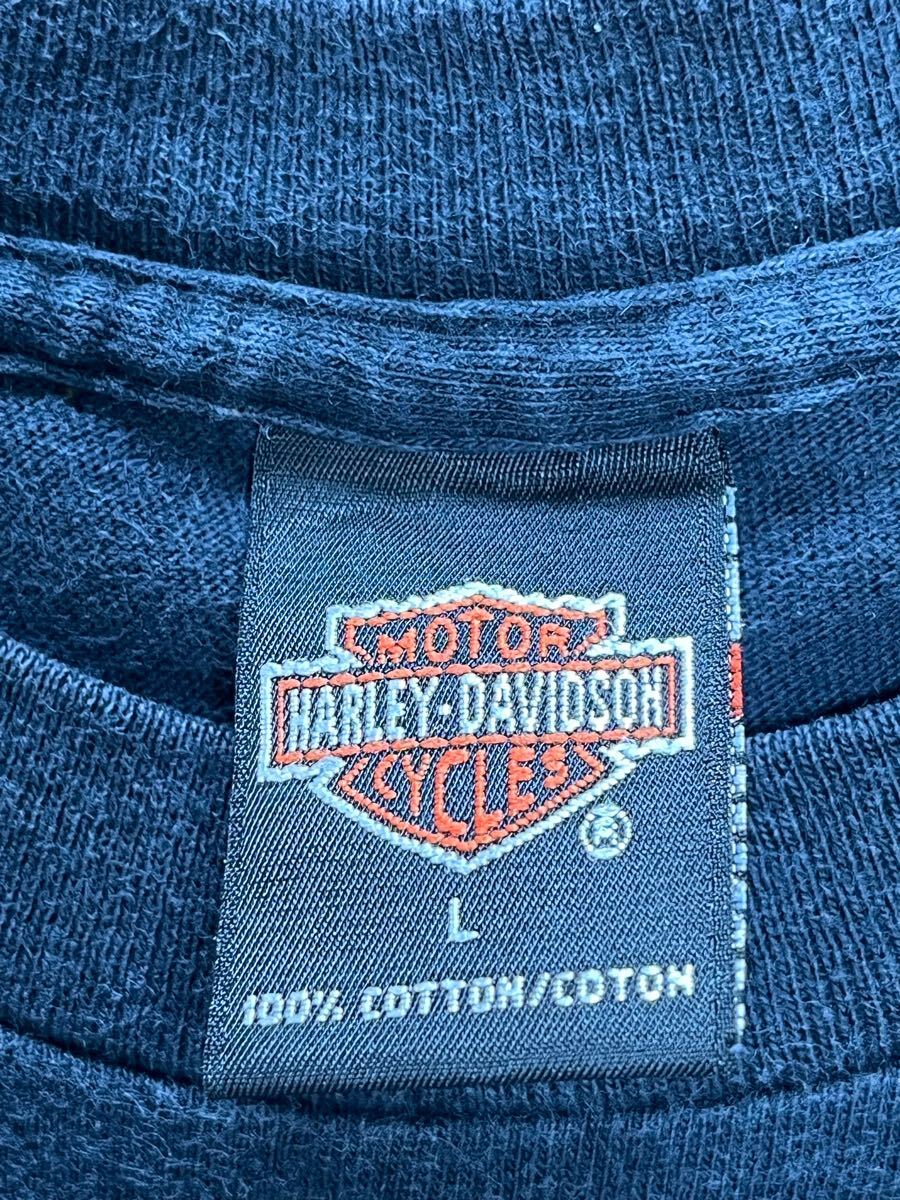 MOTOR
HARLEY-DAVIDSON
CYCLES
®
L
100% COTTON/COTON